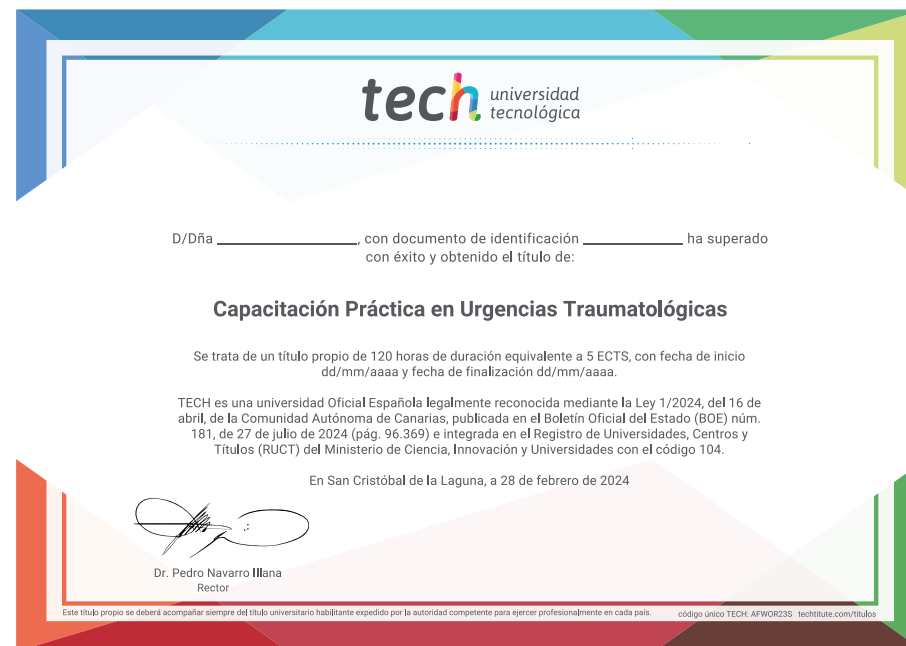 tech universidad
tecnológica
D/Dña ____________________, con documento de identificación ______________ ha superado
con éxito y obtenido el título de:
Capacitación Práctica en Urgencias Traumatológicas
Se trata de un título propio de 120 horas de duración equivalente a 5 ECTS, con fecha de inicio
dd/mm/aaaa y fecha de finalización dd/mm/aaaa.
TECH es una universidad Oficial Española legalmente reconocida mediante la Ley 1/2024, del 16 de
abril, de la Comunidad Autónoma de Canarias, publicada en el Boletín Oficial del Estado (BOE) núm.
181, de 27 de julio de 2024 (pág. 96.369) e integrada en el Registro de Universidades, Centros y
Títulos (RUCT) del Ministerio de Ciencia, Innovación y Universidades con el código 104.
En San Cristóbal de la Laguna, a 28 de febrero de 2024
Dr. Pedro Navarro Illana
Rector
Este título propio se deberá acompañar siempre del título universitario habilitante expedido por la autoridad competente para ejercer profesionalmente en cada país. código único TECH: AFWOR23S techtitute.com/titulos